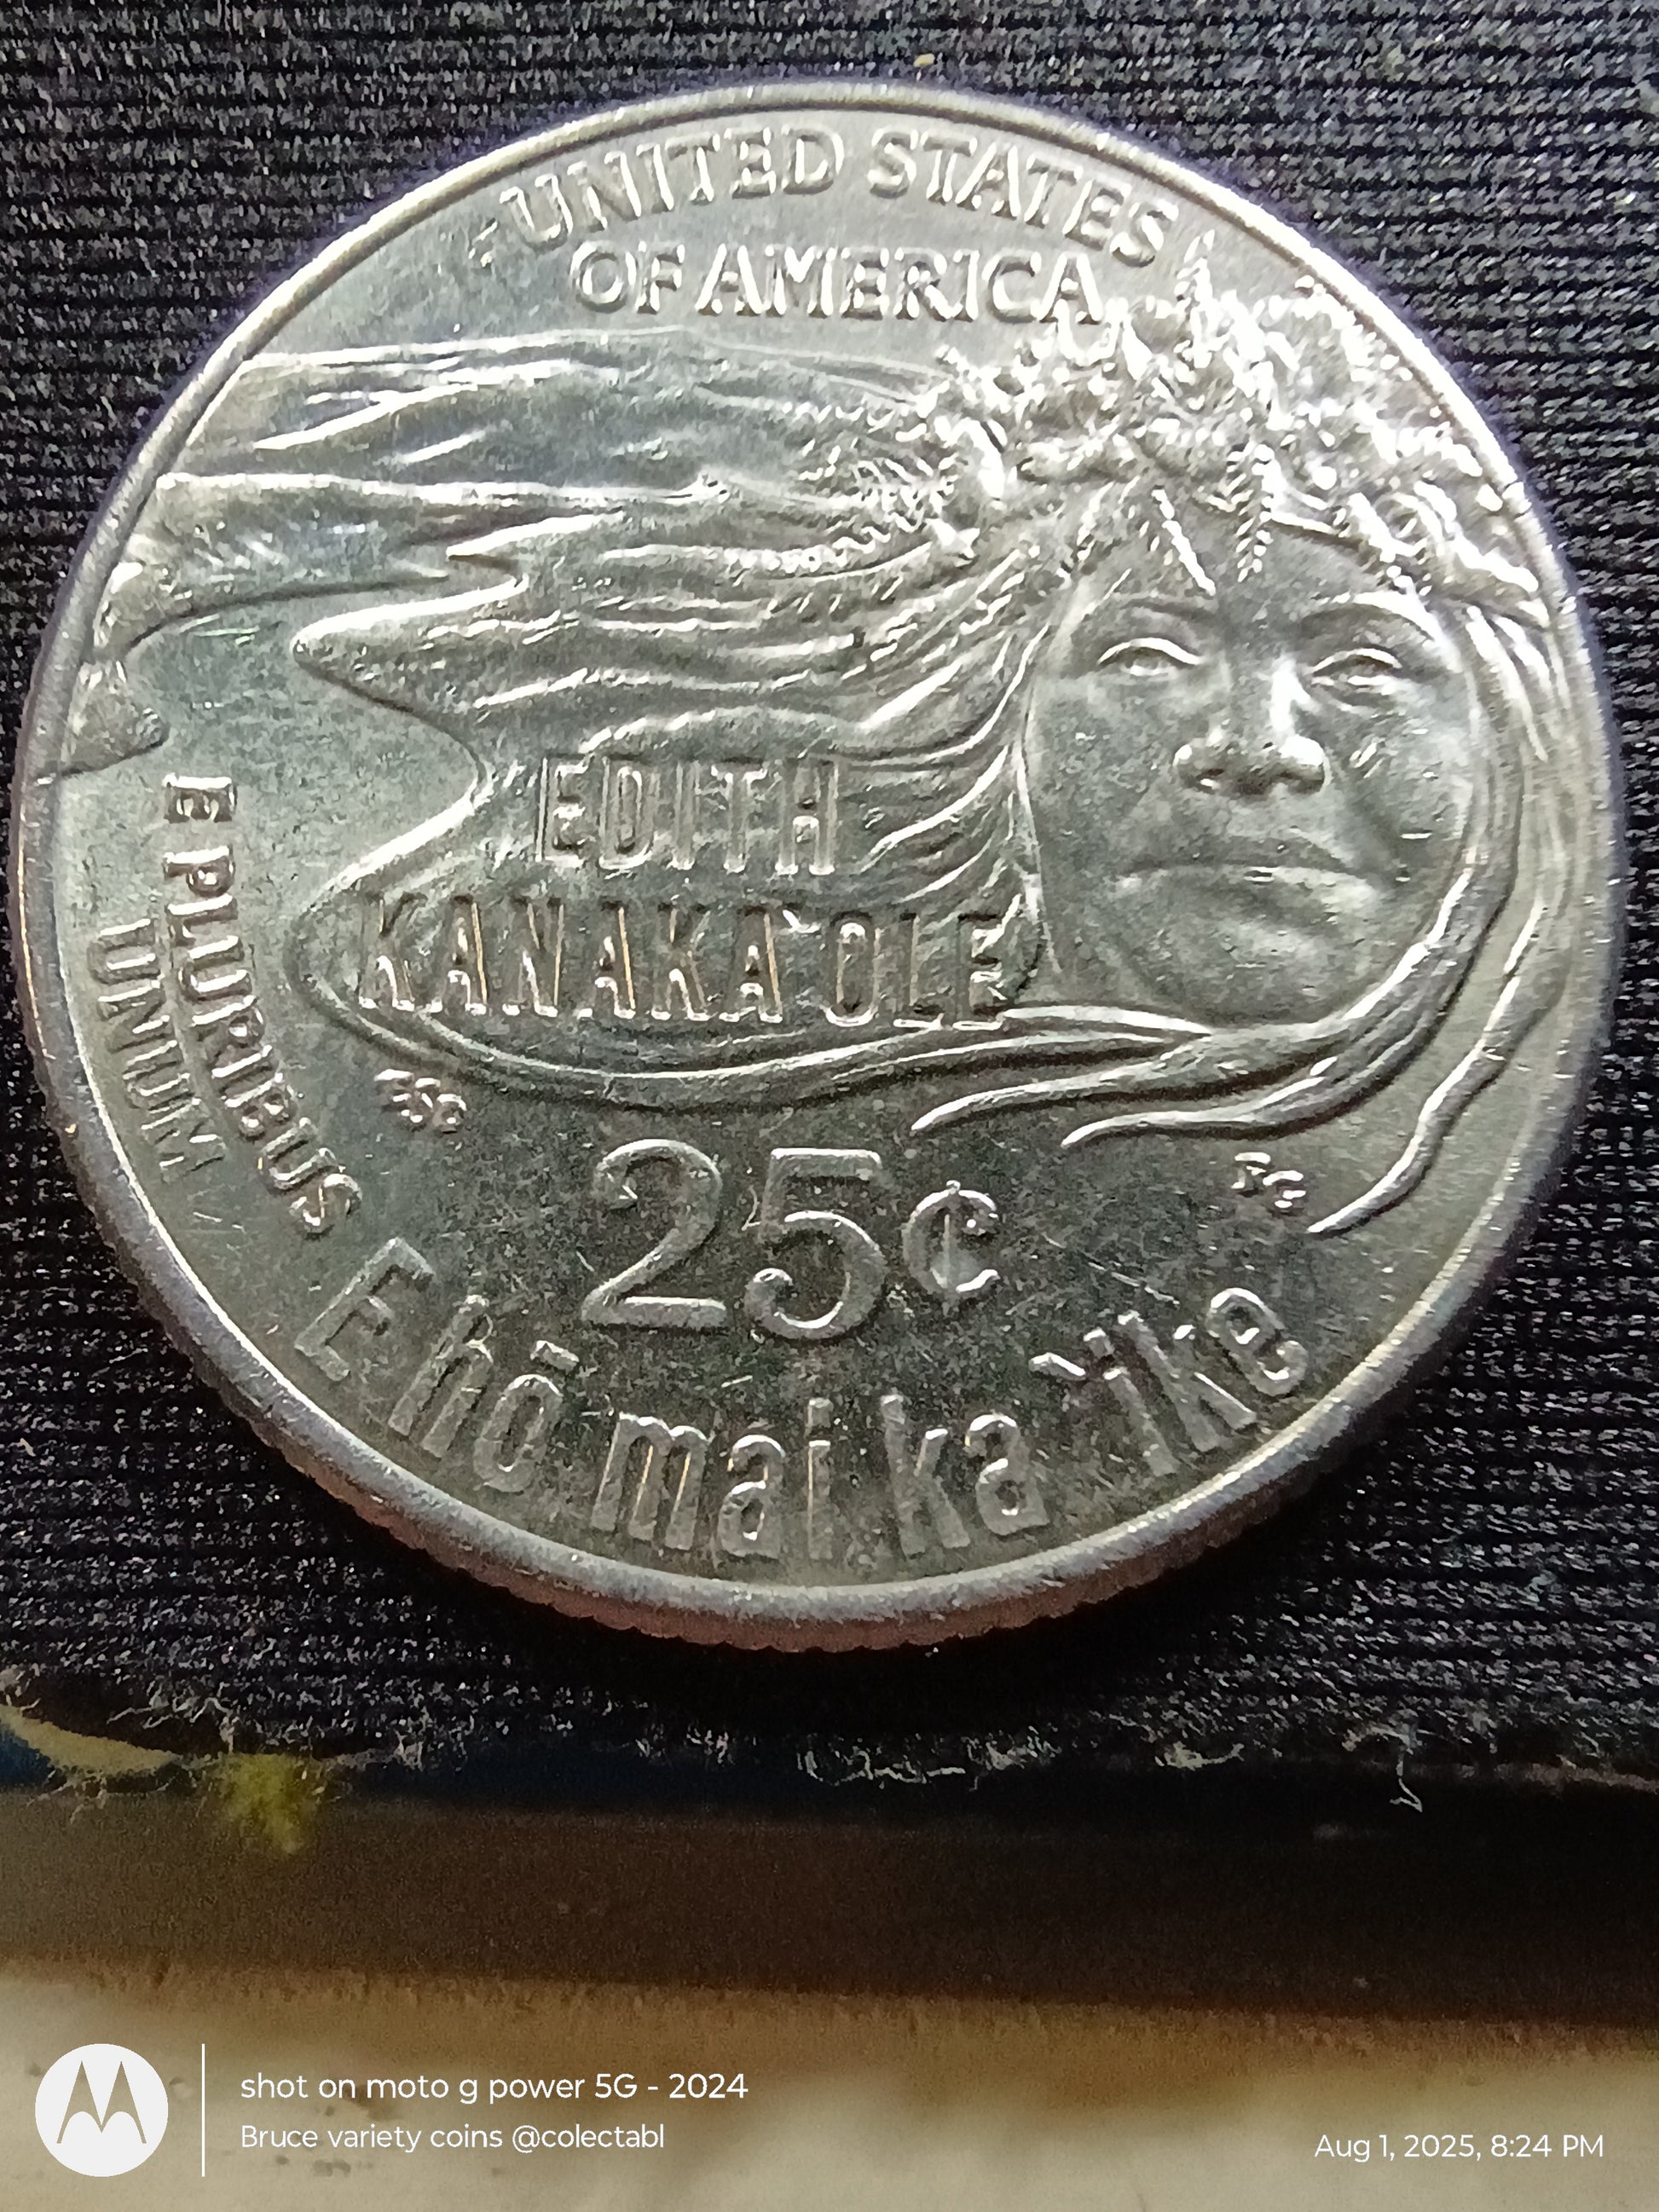 UNITED STATES
OF AMERICA
EDITH
KANAKAʻOLE
E PLURIBUS
UNUM
25¢
E hō mai ka ʻike
shot on moto g power 5G - 2024
Bruce variety coins @colectabl
Aug 1, 2025, 8:24 PM